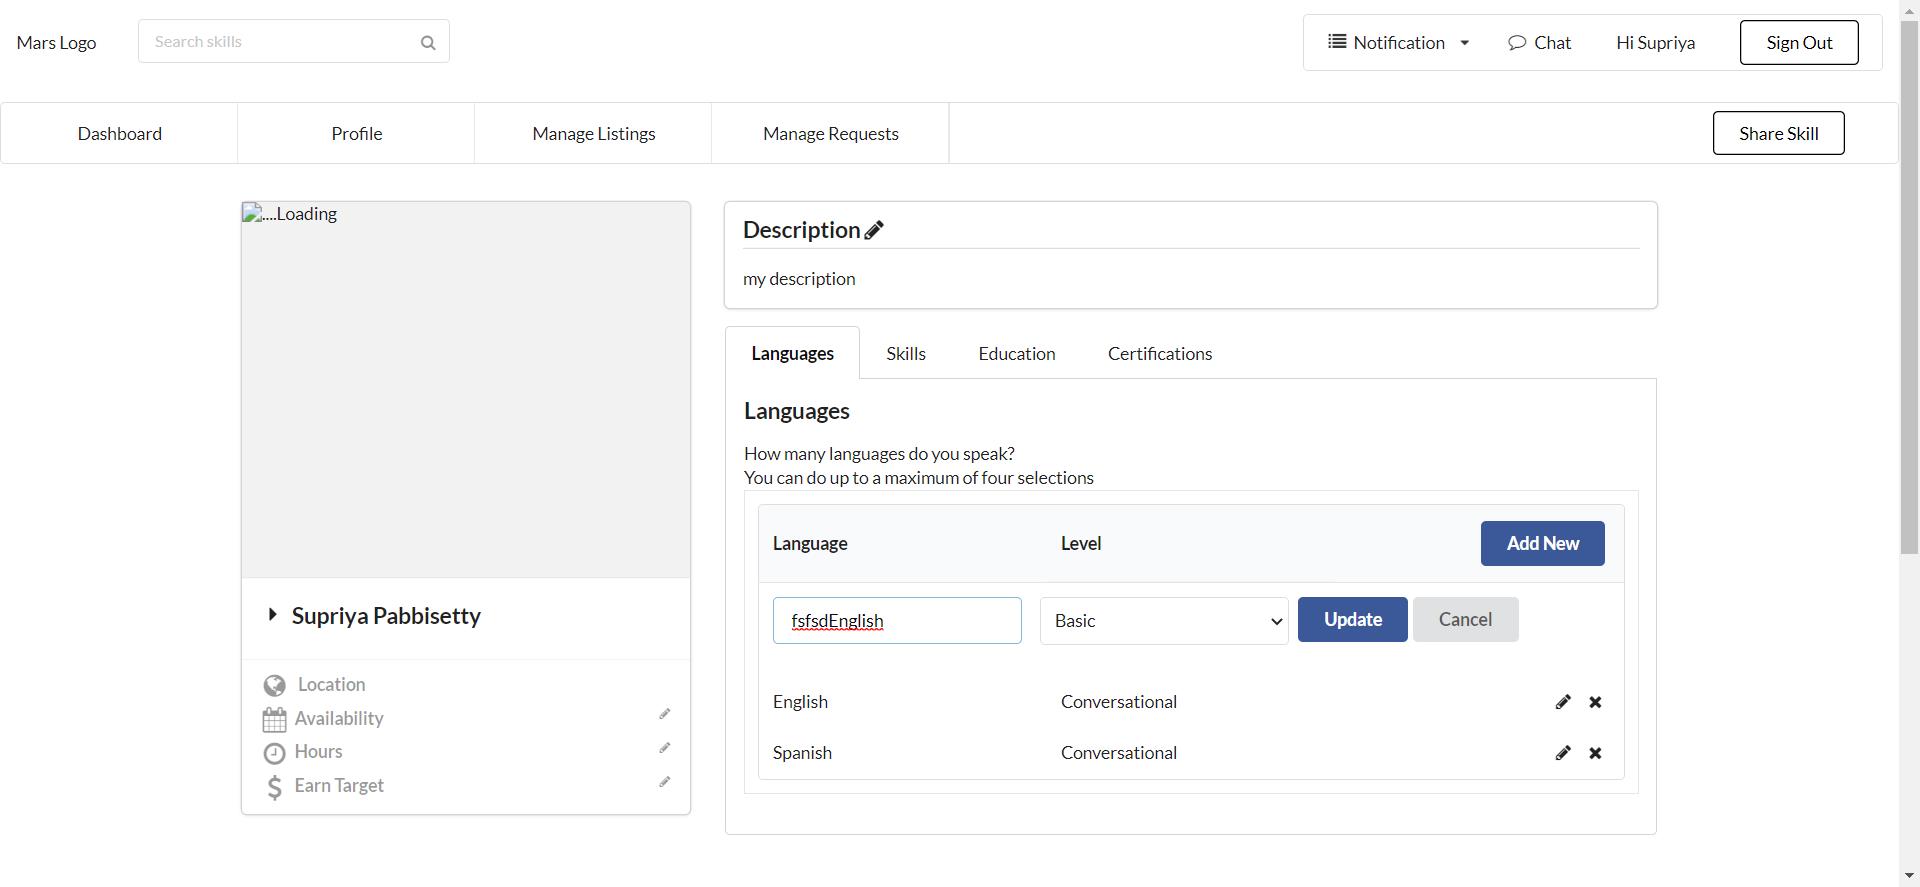 Mars Logo
Search skills
Notification
Chat
Hi Supriya
Sign Out
Dashboard
Profile
Manage Listings
Manage Requests
Share Skill
....Loading
Supriya Pabbisetty
Location
Availability
Hours
Earn Target
Description
my description
Languages
Skills
Education
Certifications
Languages
How many languages do you speak?
You can do up to a maximum of four selections
Language Level Add New
fsfsdEnglish Basic Update Cancel
English Conversational
Spanish Conversational